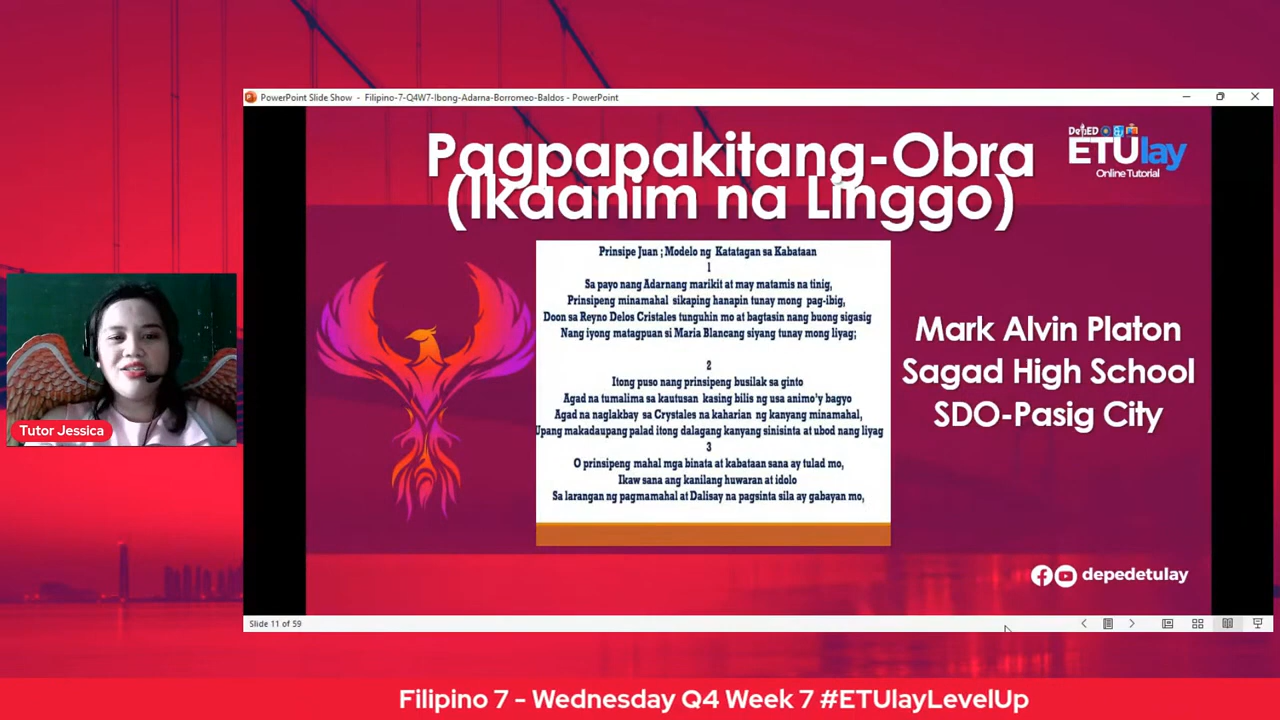 PowerPoint Slide Show - Filipino-7-Q4W7-Ibong-Adarna-Borromeo-Baldos - PowerPoint
Pagpapakitang-Obra
(Ikaanim na Linggo)
DepED
ETUlay
Online Tutorial
Prinsipe Juan ; Modelo ng Katatagan sa Kabataan
1
Sa payo nang Adarnang marikit at may matamis na tinig,
Prinsipeng minamahal sikaping hanapin tunay mong pag-ibig,
Doon sa Reyno Delos Cristales tunguhin mo at bagtasin nang buong sigasig
Nang iyong matagpuan si Maria Blancang siyang tunay mong liyag;
2
Itong puso nang prinsipeng busilak sa ginto
Agad na tumalima sa kautusan kasing bilis ng usa animo'y bagyo
Agad na naglakbay sa Crystales na kaharian ng kanyang minamahal,
Upang makadaupang palad itong dalagang kanyang sinisinta at ubod nang liyag
3
O prinsipeng mahal mga binata at kabataan sana ay tulad mo,
Ikaw sana ang kanilang huwaran at idolo
Sa larangan ng pagmamahal at Dalisay na pagsinta sila ay gabayan mo,
Mark Alvin Platon
Sagad High School
SDO-Pasig City
Tutor Jessica
depedetulay
Slide 11 of 59
Filipino 7 - Wednesday Q4 Week 7 #ETUlayLevelUp